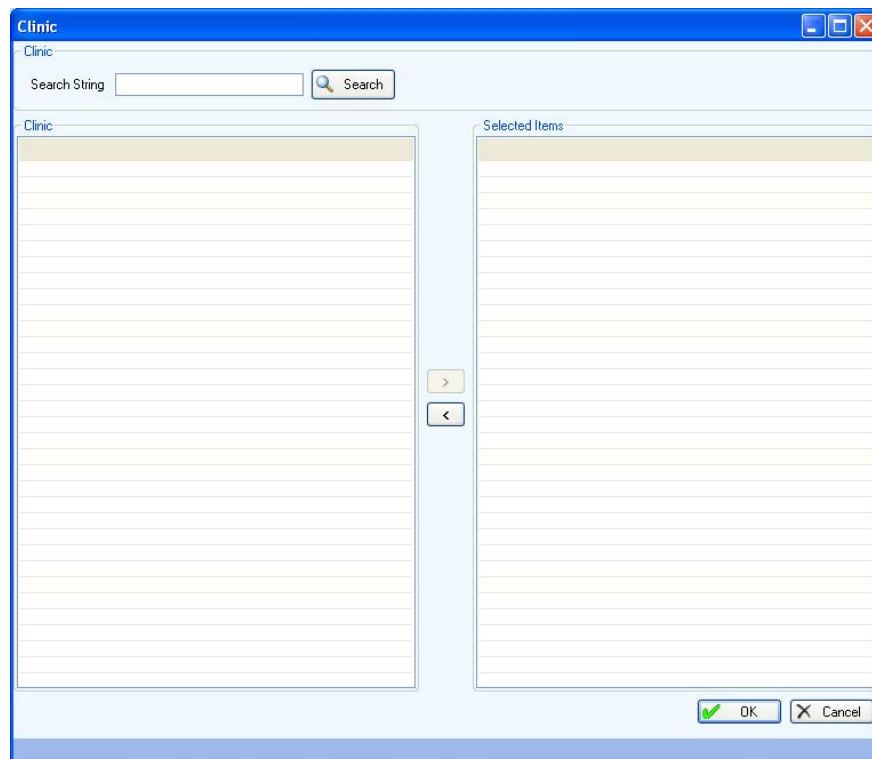 Clinic
Clinic
Search String
Search
Clinic
Selected Items
>
<
OK
Cancel